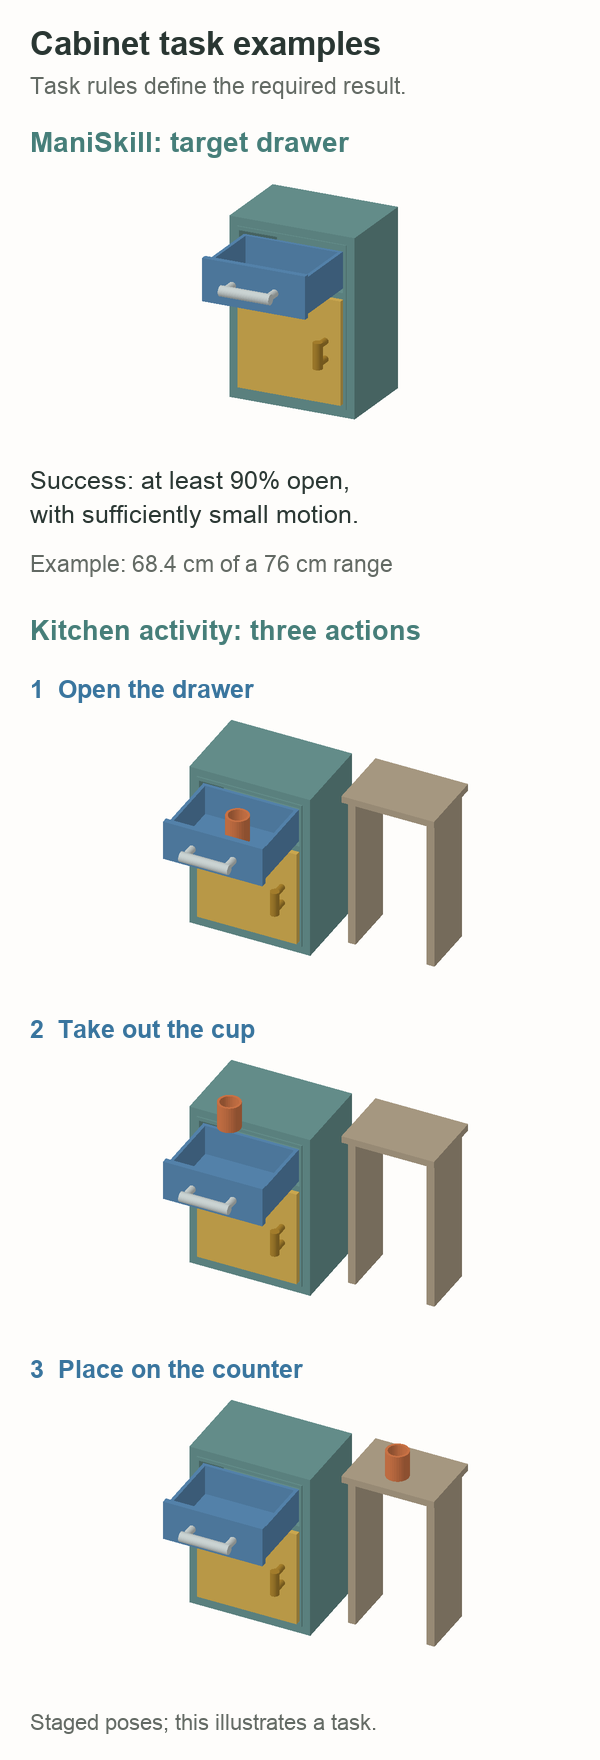 Cabinet task examples
Task rules define the required result.
ManiSkill: target drawer
Success: at least 90% open,
with sufficiently small motion.
Example: 68.4 cm of a 76 cm range
Kitchen activity: three actions
1 Open the drawer
2 Take out the cup
3 Place on the counter
Staged poses; this illustrates a task.